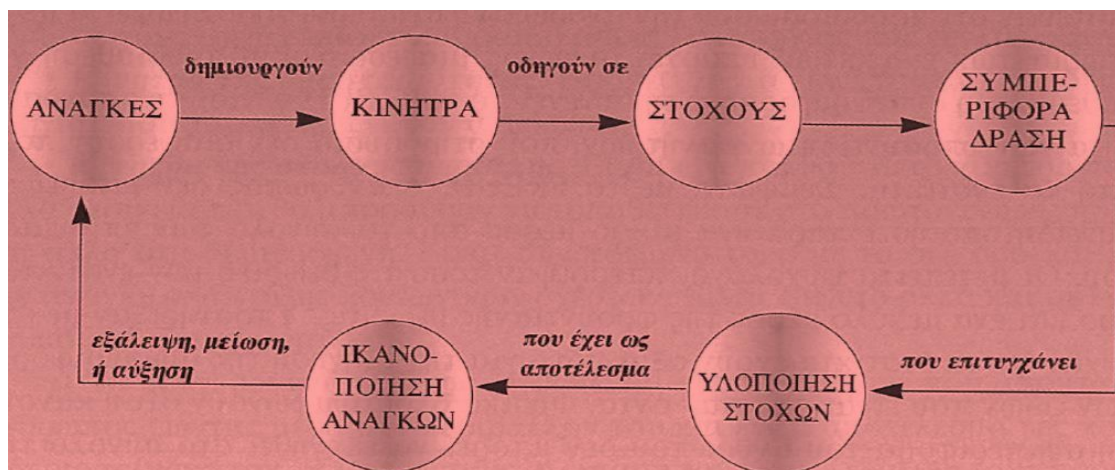 δημιουργούν
οδηγούν σε
ΑΝΑΓΚΕΣ
ΚΙΝΗΤΡΑ
ΣΤΟΧΟΥΣ
ΣΥΜΠΕ-
ΡΙΦΟΡΑ
ΔΡΑΣΗ
εξάλειψη, μείωση,
ή αύξηση
ΙΚΑΝΟ-
ΠΟΙΗΣΗ
ΑΝΑΓΚΩΝ
που έχει ως
αποτέλεσμα
ΥΛΟΠΟΙΗΣΗ
ΣΤΟΧΩΝ
που επιτυγχάνει